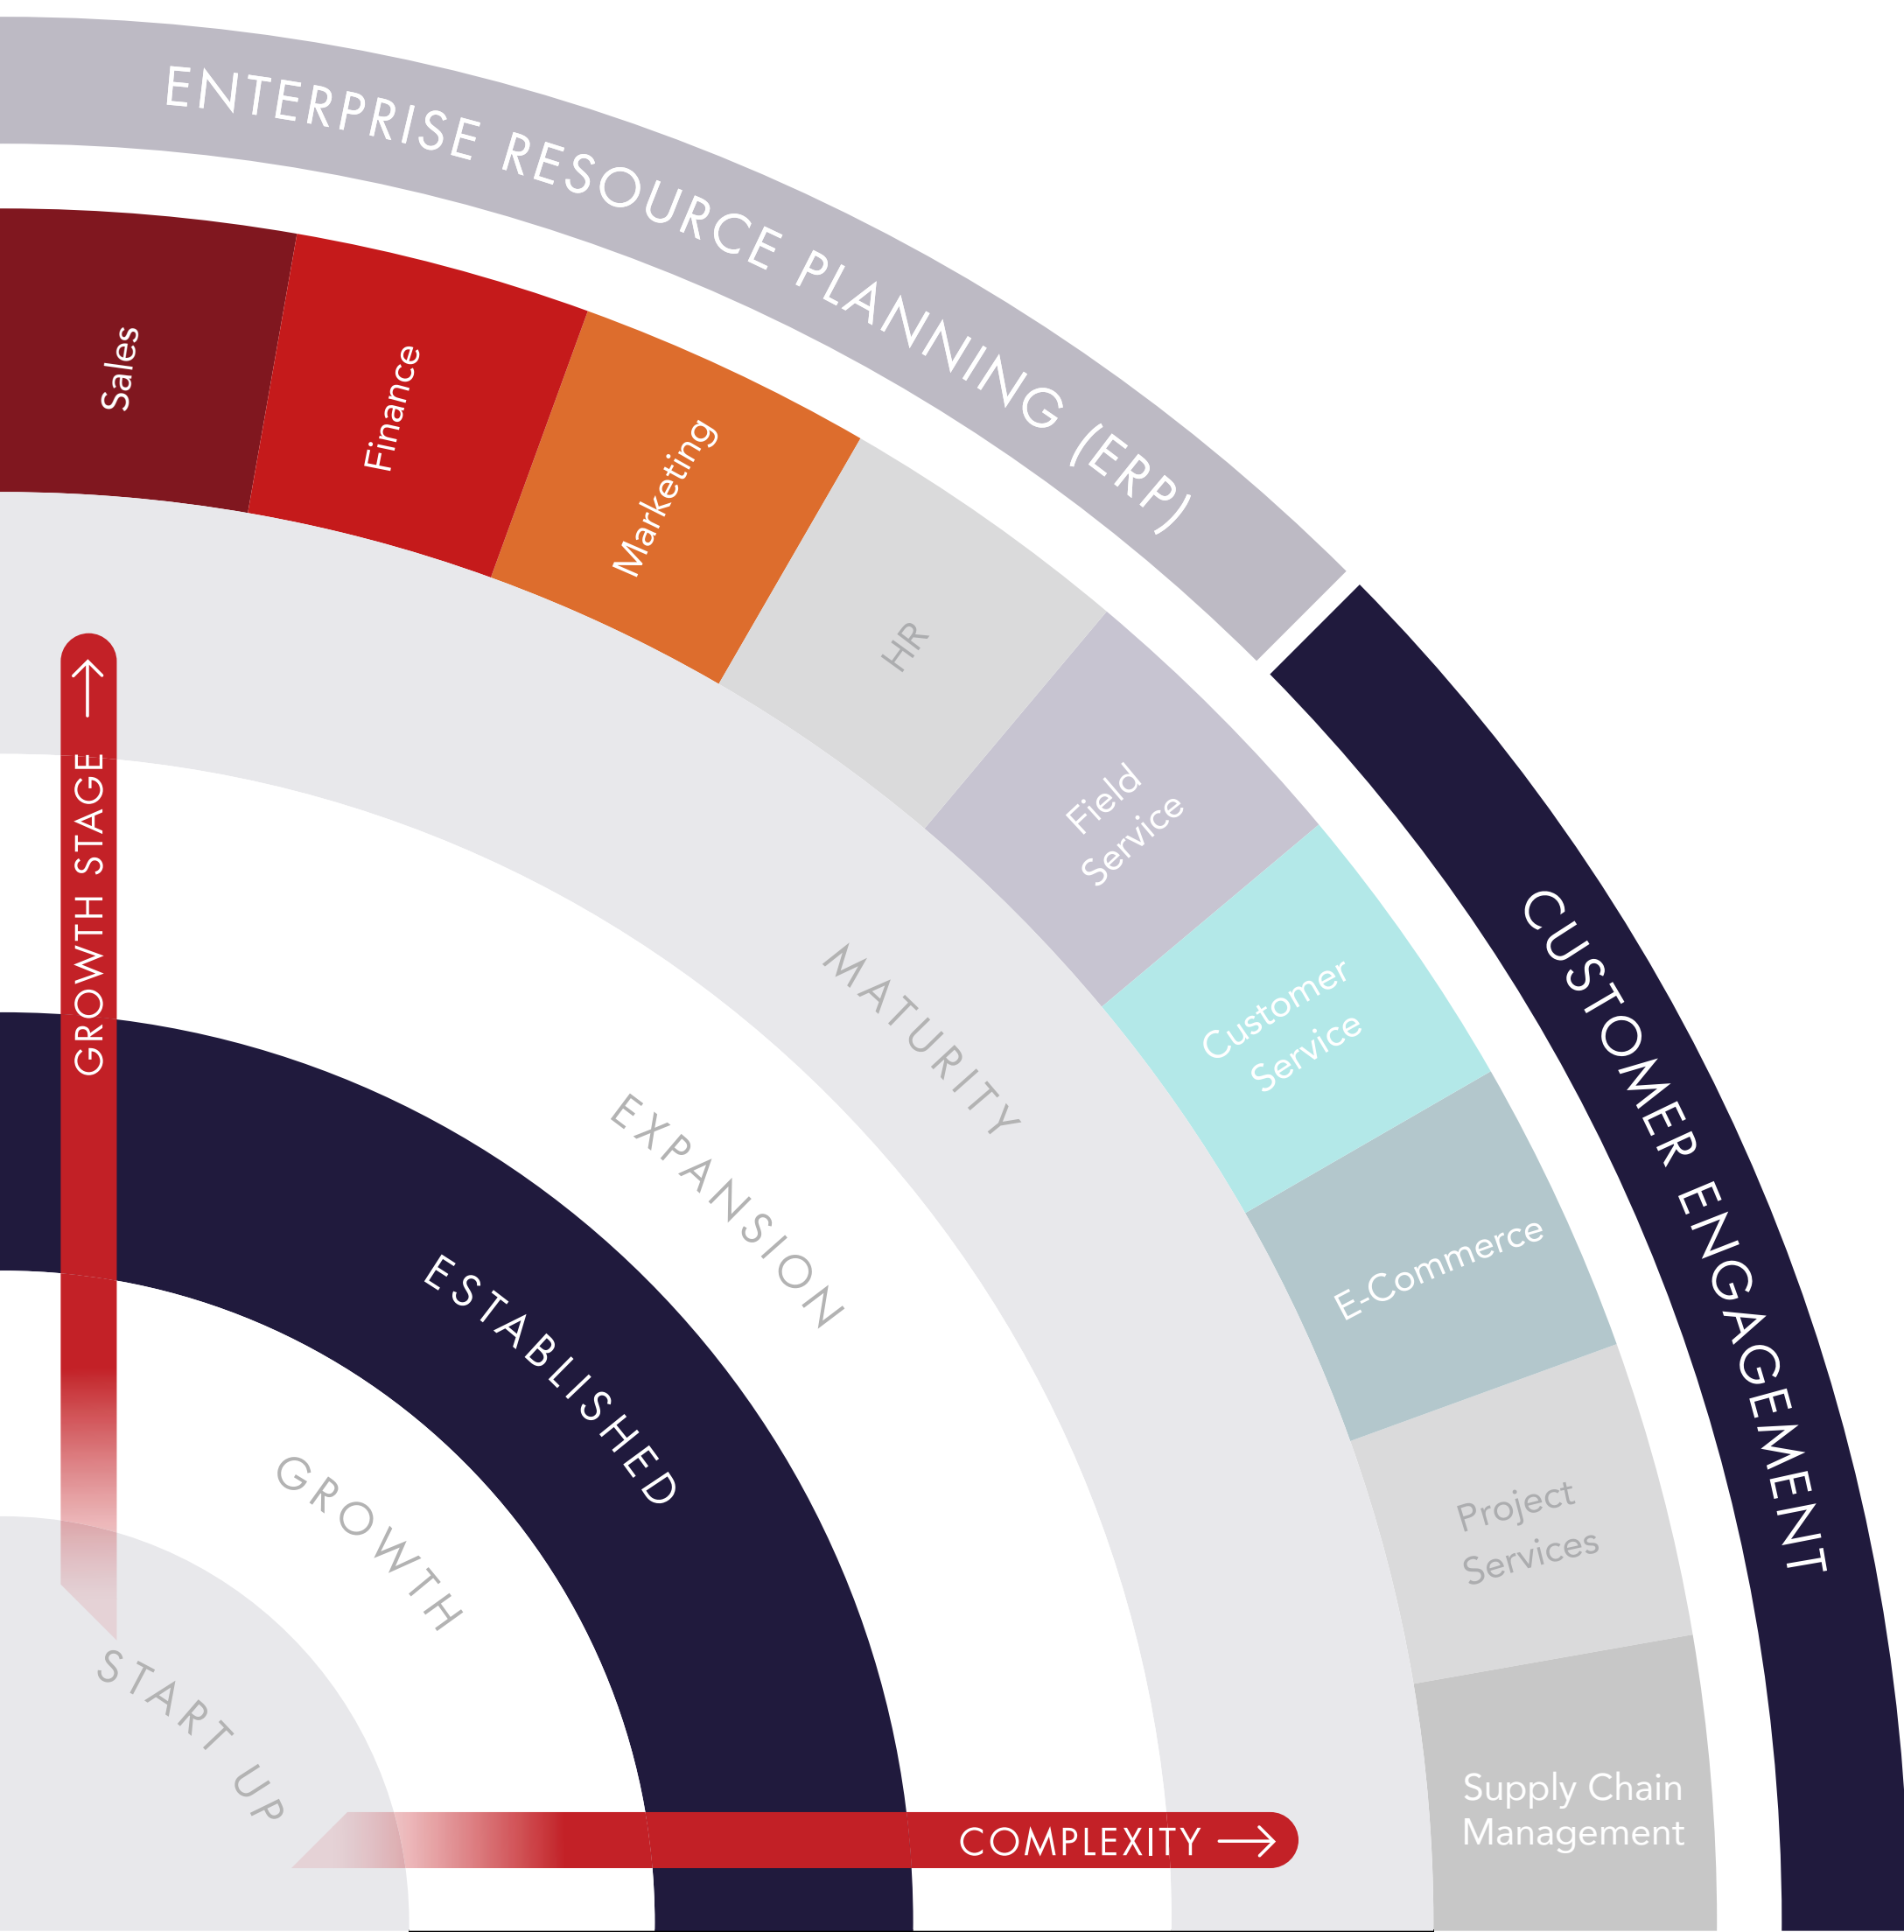 ENTERPRISE RESOURCE PLANNING (ERP)
CUSTOMER ENGAGEMENT
Sales
Finance
Marketing
HR
Field
Service
Customer
Service
E-Commerce
Project
Services
Supply Chain
Management
MATURITY
EXPANSION
ESTABLISHED
GROWTH
START UP
GROWTH STAGE
COMPLEXITY